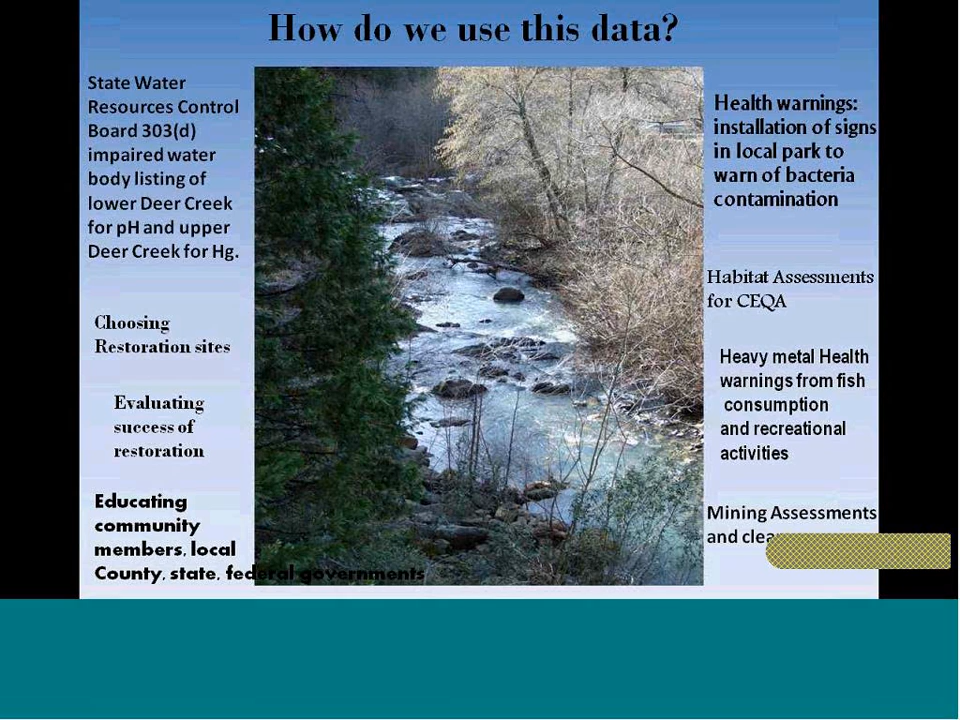 How do we use this data?
State Water
Resources Control
Board 303(d)
impaired water
body listing of
lower Deer Creek
for pH and upper
Deer Creek for Hg.
Choosing
Restoration sites
Evaluating
success of
restoration
Educating
community
members, local
County, state, federal governments
Health warnings:
installation of signs
in local park to
warn of bacteria
contamination
Habitat Assessments
for CEQA
Heavy metal Health
warnings from fish
consumption
and recreational
activities
Mining Assessments
and